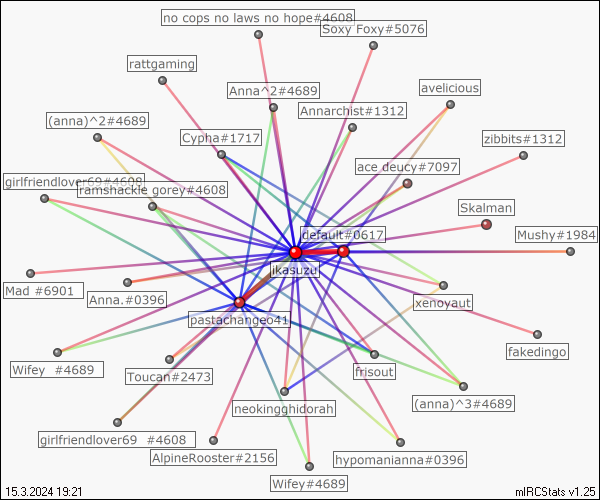 no cops no laws no hope#4608
Soxy Foxy#5076
rattgaming
Anna^2#4689
avelicious
Annarchist#1312
(anna)^2#4689
Cypha#1717
zibbits#1312
ace deucy#7097
girlfriendlover69#4608
ramshackle gorey#4608
Skalman
default#0617
Mushy#1984
jikasuzu
Mad #6901
Anna.#0396
xenoyaut
pastachangeo41
fakedingo
Wifey  #4689
Toucan#2473
frisout
neokingghidorah
(anna)^3#4689
girlfriendlover69  #4608
AlpineRooster#2156
hypomanianna#0396
Wifey#4689
15.3.2024 19:21
mIRCStats v1.25